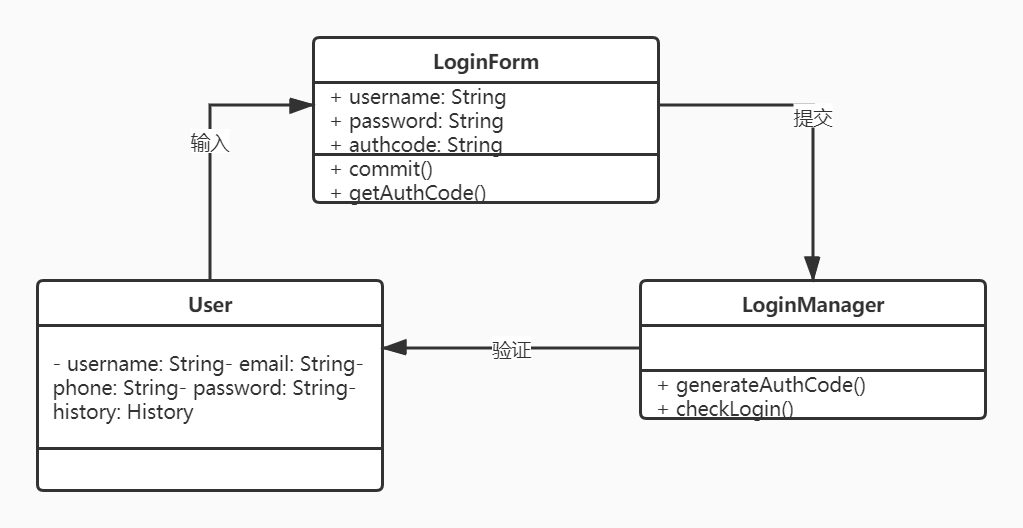 LoginForm
+ username: String
+ password: String
+ authcode: String
+ commit()
+ getAuthCode()
输入
提交
User
- username: String- email: String-
phone: String- password: String-
history: History
验证
LoginManager
+ generateAuthCode()
+ checkLogin()